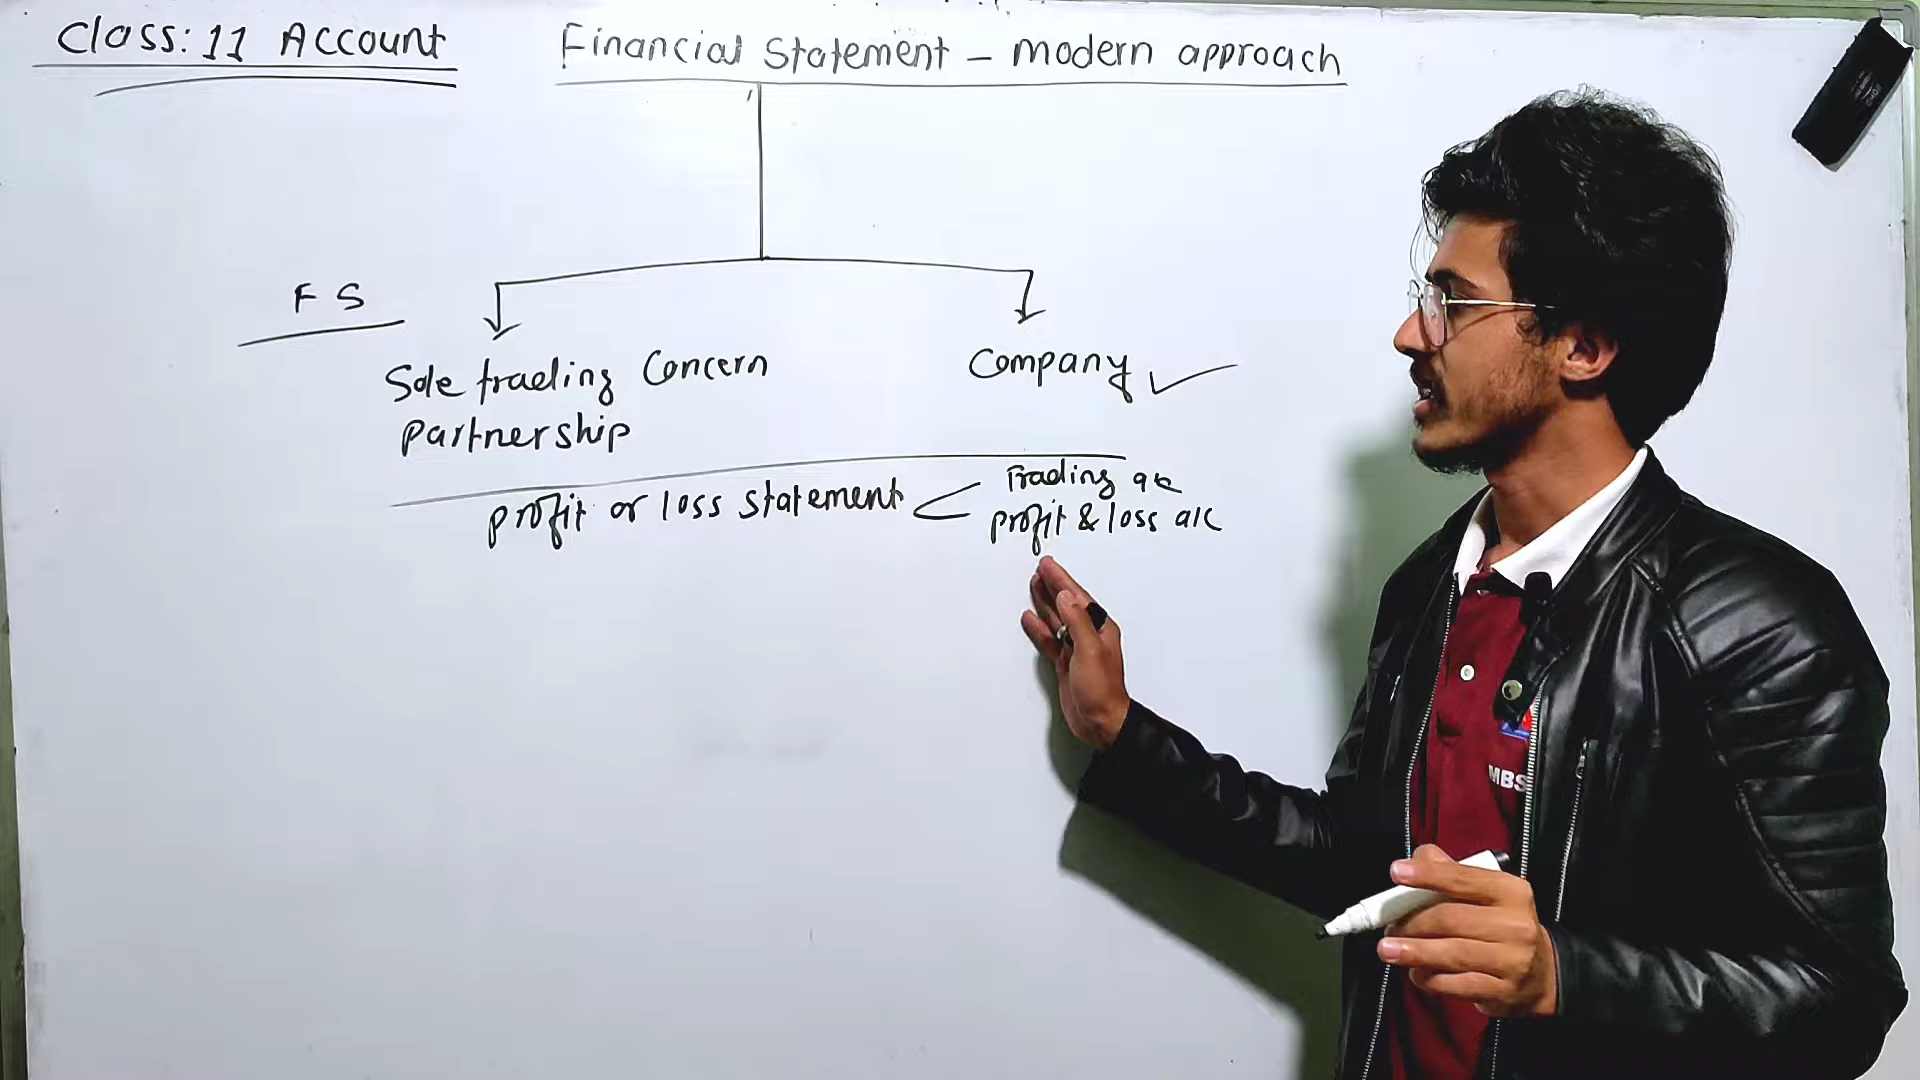 Class: 11 Account
Financial Statement – modern approach
F S
Sole trading Concern
partnership
Company
profit or loss statement
Trading a/c
profit & loss a/c
MBS